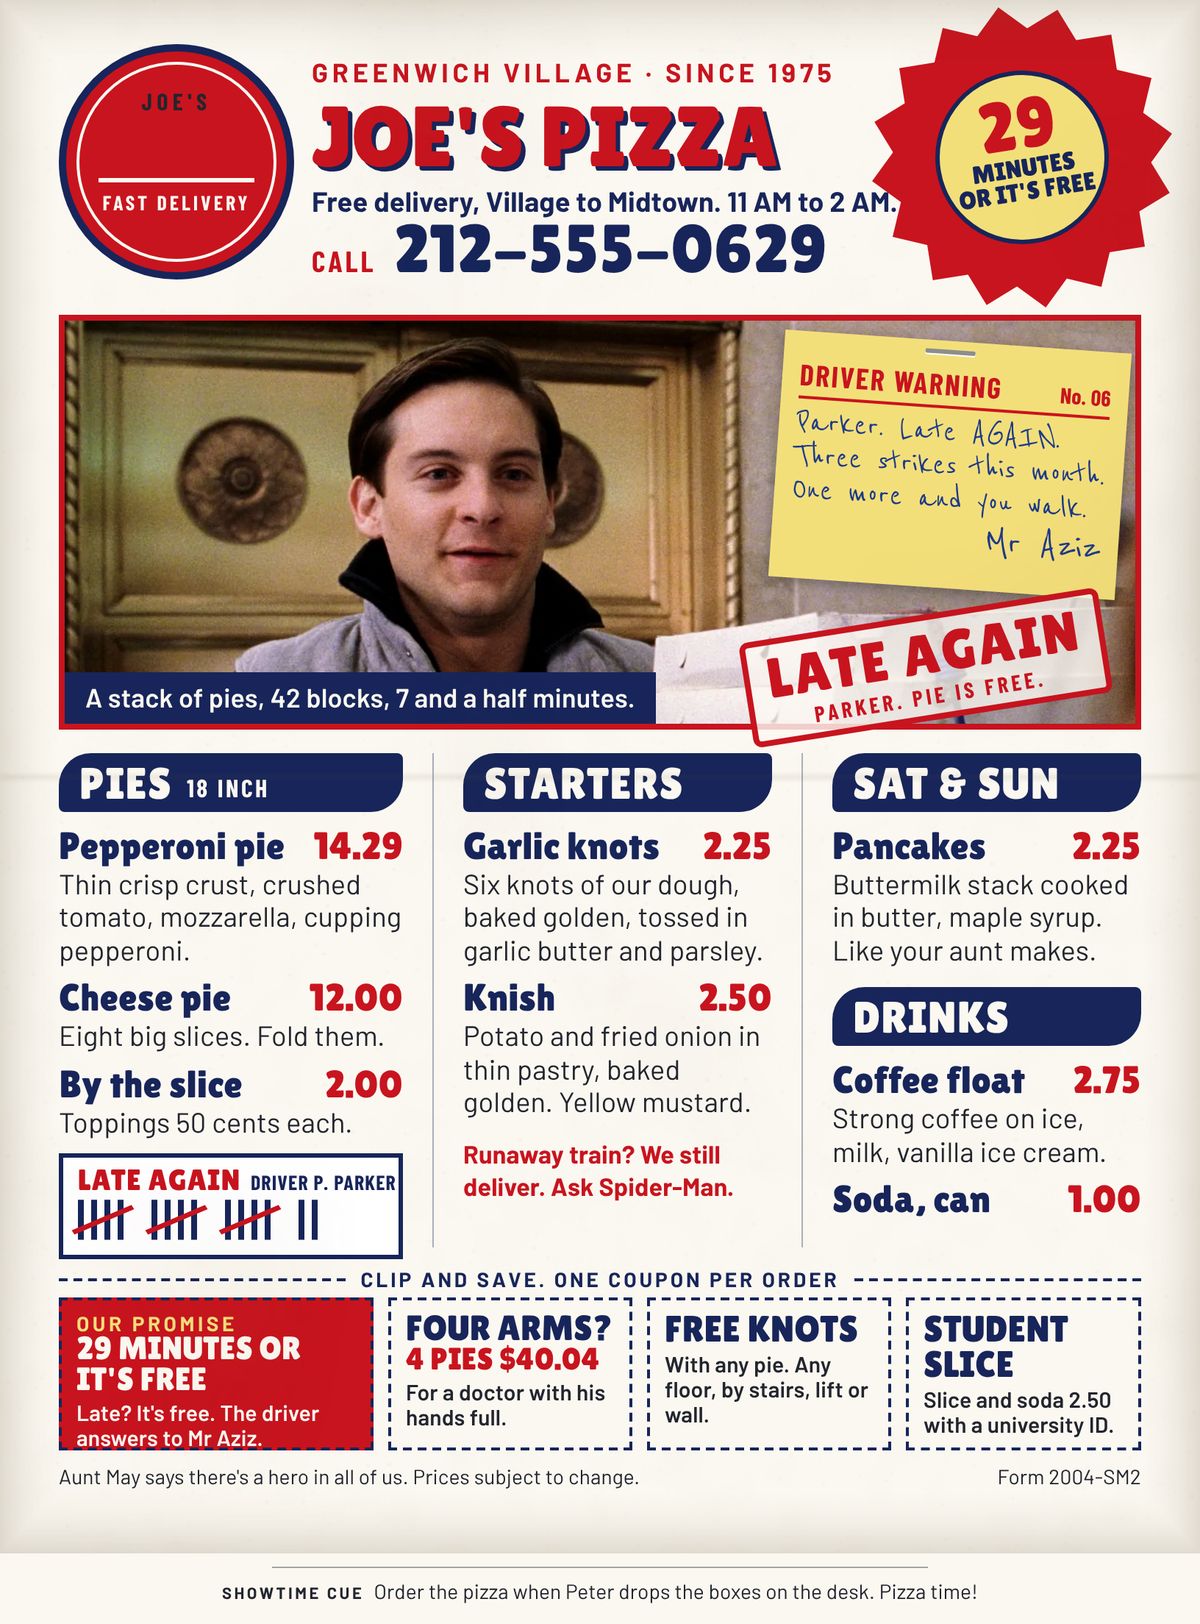 JOE'S
FAST DELIVERY
GREENWICH VILLAGE · SINCE 1975
JOE'S PIZZA
Free delivery, Village to Midtown. 11 AM to 2 AM.
CALL 212–555–0629
29
MINUTES
OR IT'S FREE
DRIVER WARNING No. 06
Parker. Late AGAIN.
Three strikes this month.
One more and you walk.
Mr Aziz
LATE AGAIN
PARKER. PIE IS FREE.
A stack of pies, 42 blocks, 7 and a half minutes.
PIES 18 INCH
Pepperoni pie 14.29
Thin crisp crust, crushed
tomato, mozzarella, cupping
pepperoni.
Cheese pie 12.00
Eight big slices. Fold them.
By the slice 2.00
Toppings 50 cents each.
LATE AGAIN DRIVER P. PARKER
STARTERS
Garlic knots 2.25
Six knots of our dough,
baked golden, tossed in
garlic butter and parsley.
Knish 2.50
Potato and fried onion in
thin pastry, baked
golden. Yellow mustard.
Runaway train? We still
deliver. Ask Spider-Man.
SAT & SUN
Pancakes 2.25
Buttermilk stack cooked
in butter, maple syrup.
Like your aunt makes.
DRINKS
Coffee float 2.75
Strong coffee on ice,
milk, vanilla ice cream.
Soda, can 1.00
CLIP AND SAVE. ONE COUPON PER ORDER
OUR PROMISE
29 MINUTES OR
IT'S FREE
Late? It's free. The driver
answers to Mr Aziz.
FOUR ARMS?
4 PIES $40.04
For a doctor with his
hands full.
FREE KNOTS
With any pie. Any
floor, by stairs, lift or
wall.
STUDENT
SLICE
Slice and soda 2.50
with a university ID.
Aunt May says there's a hero in all of us. Prices subject to change.
Form 2004-SM2
SHOWTIME CUE Order the pizza when Peter drops the boxes on the desk. Pizza time!